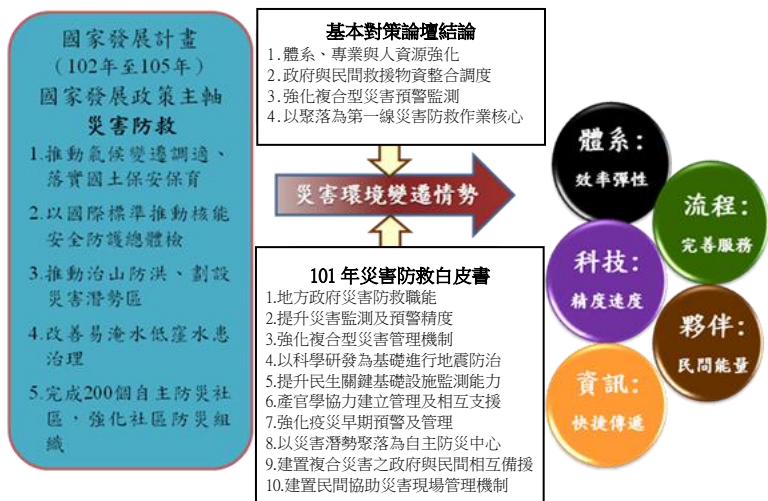 國家發展計畫
（102年至105年）
國家發展政策主軸
災害防救
1.推動氣候變遷調適、
落實國土保安保育
2.以國際標準推動核能
安全防護總體檢
3.推動治山防洪、劃設
災害潛勢區
4.改善易淹水低窪水患
治理
5.完成200個自主防災社
區，強化社區防災組
織
基本對策論壇結論
1.體系、專業與人資源強化
2.政府與民間救援物資整合調度
3.強化複合型災害預警監測
4.以聚落為第一線災害防救作業核心
災害環境變遷情勢
101年災害防救白皮書
1.地方政府災害防救職能
2.提升災害監測及預警精度
3.強化複合型災害管理機制
4.以科學研發為基礎進行地震防治
5.提升民生關鍵基礎設施監測能力
6.產官學協力建立管理及相互支援
7.強化疫災早期預警及管理
8.以災害潛勢聚落為自主防災中心
9.建置複合災害之政府與民間相互備援
10.建置民間協助災害現場管理機制
體系：
效率彈性
流程：
完善服務
科技：
精度速度
夥伴：
民間能量
資訊：
快捷傳遞